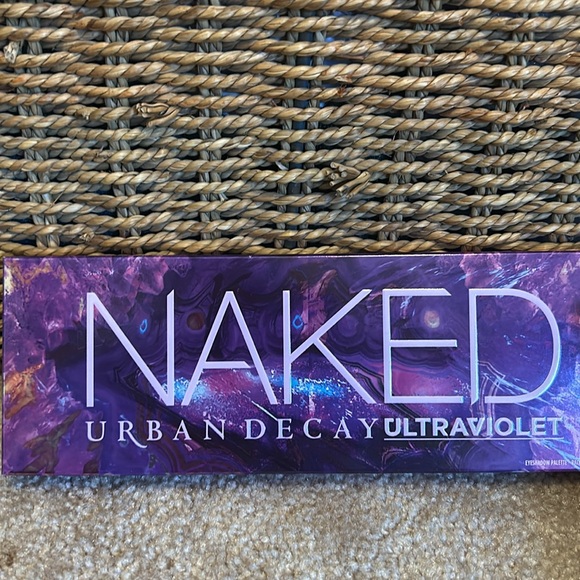 NAKED
URBAN DECAY ULTRAVIOLET
EYESHADOW PALETTE